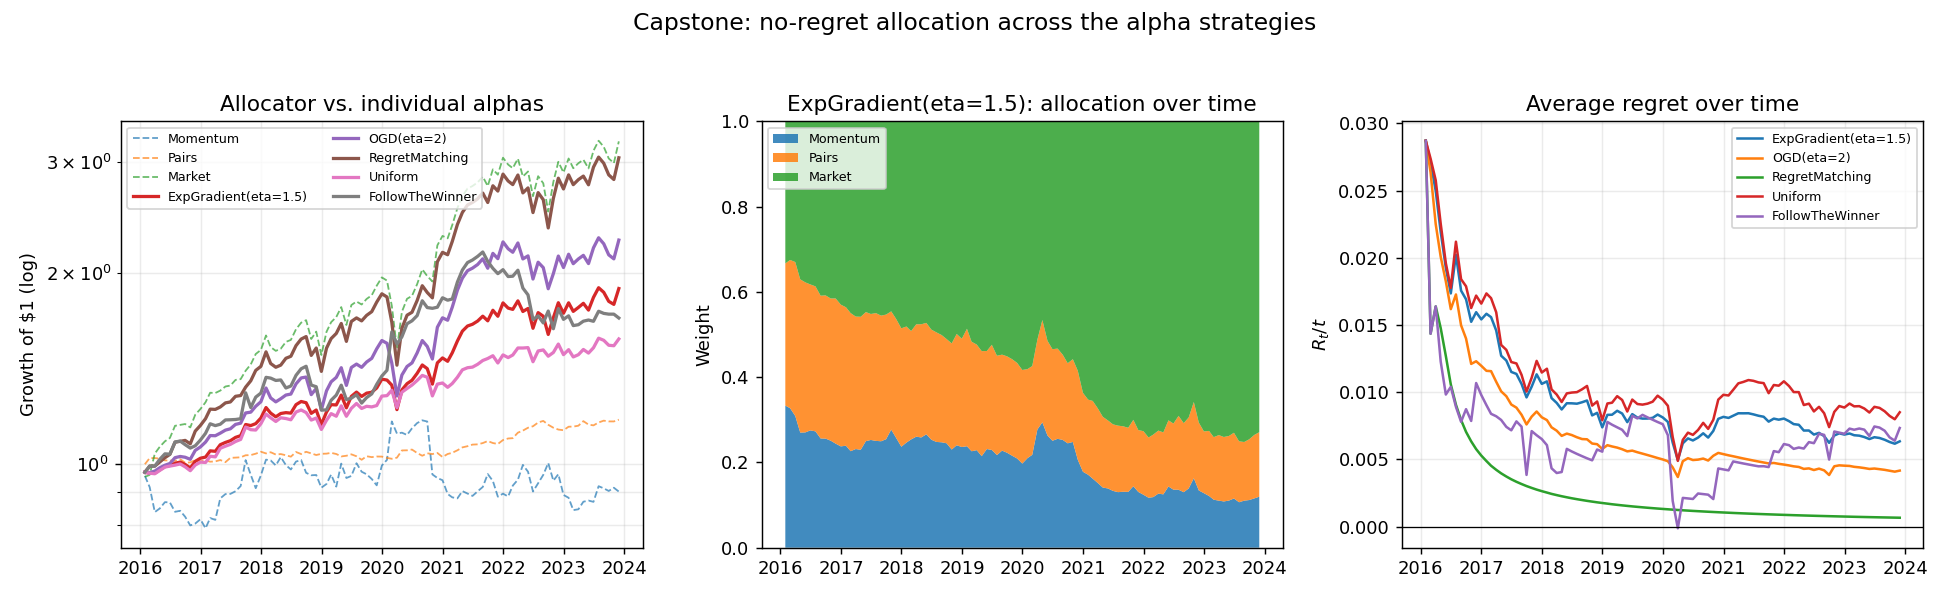 Capstone: no-regret allocation across the alpha strategies
Allocator vs. individual alphas
Growth of $1 (log)
3 × 10⁰
2 × 10⁰
10⁰
Momentum
Pairs
Market
ExpGradient(eta=1.5)
OGD(eta=2)
RegretMatching
Uniform
FollowTheWinner
2016 2017 2018 2019 2020 2021 2022 2023 2024
ExpGradient(eta=1.5): allocation over time
Weight
1.0
0.8
0.6
0.4
0.2
0.0
Momentum
Pairs
Market
2016 2017 2018 2019 2020 2021 2022 2023 2024
Average regret over time
Rₜ/t
0.030
0.025
0.020
0.015
0.010
0.005
0.000
ExpGradient(eta=1.5)
OGD(eta=2)
RegretMatching
Uniform
FollowTheWinner
2016 2017 2018 2019 2020 2021 2022 2023 2024